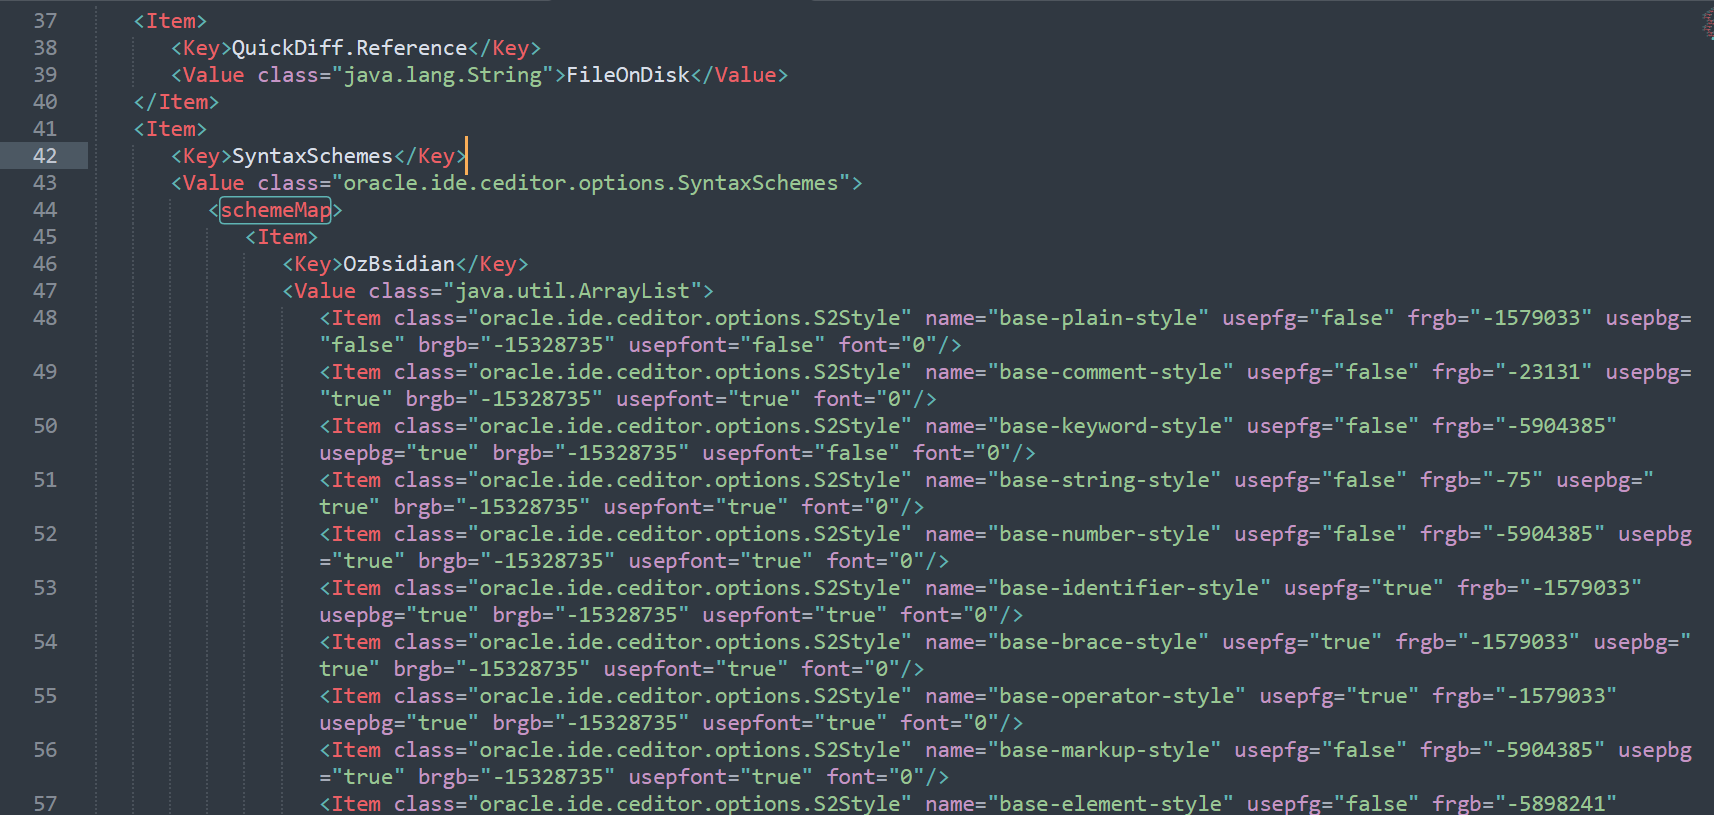 37 <Item>
38 <Key>QuickDiff.Reference</Key>
39 <Value class="java.lang.String">FileOnDisk</Value>
40 </Item>
41 <Item>
42 <Key>SyntaxSchemes</Key>
43 <Value class="oracle.ide.ceditor.options.SyntaxSchemes">
44 <schemeMap>
45 <Item>
46 <Key>OzBsidian</Key>
47 <Value class="java.util.ArrayList">
48 <Item class="oracle.ide.ceditor.options.S2Style" name="base-plain-style" usepfg="false" frgb="-1579033" usepbg=
"false" brgb="-15328735" usepfont="false" font="0"/>
49 <Item class="oracle.ide.ceditor.options.S2Style" name="base-comment-style" usepfg="false" frgb="-23131" usepbg=
"true" brgb="-15328735" usepfont="true" font="0"/>
50 <Item class="oracle.ide.ceditor.options.S2Style" name="base-keyword-style" usepfg="false" frgb="-5904385"
usepbg="true" brgb="-15328735" usepfont="false" font="0"/>
51 <Item class="oracle.ide.ceditor.options.S2Style" name="base-string-style" usepfg="false" frgb="-75" usepbg="
true" brgb="-15328735" usepfont="true" font="0"/>
52 <Item class="oracle.ide.ceditor.options.S2Style" name="base-number-style" usepfg="false" frgb="-5904385" usepbg
="true" brgb="-15328735" usepfont="true" font="0"/>
53 <Item class="oracle.ide.ceditor.options.S2Style" name="base-identifier-style" usepfg="true" frgb="-1579033"
usepbg="true" brgb="-15328735" usepfont="true" font="0"/>
54 <Item class="oracle.ide.ceditor.options.S2Style" name="base-brace-style" usepfg="true" frgb="-1579033" usepbg="
true" brgb="-15328735" usepfont="true" font="0"/>
55 <Item class="oracle.ide.ceditor.options.S2Style" name="base-operator-style" usepfg="true" frgb="-1579033"
usepbg="true" brgb="-15328735" usepfont="true" font="0"/>
56 <Item class="oracle.ide.ceditor.options.S2Style" name="base-markup-style" usepfg="false" frgb="-5904385" usepbg
="true" brgb="-15328735" usepfont="true" font="0"/>
57 <Item class="oracle.ide.ceditor.options.S2Style" name="base-element-style" usepfg="false" frgb="-5898241"